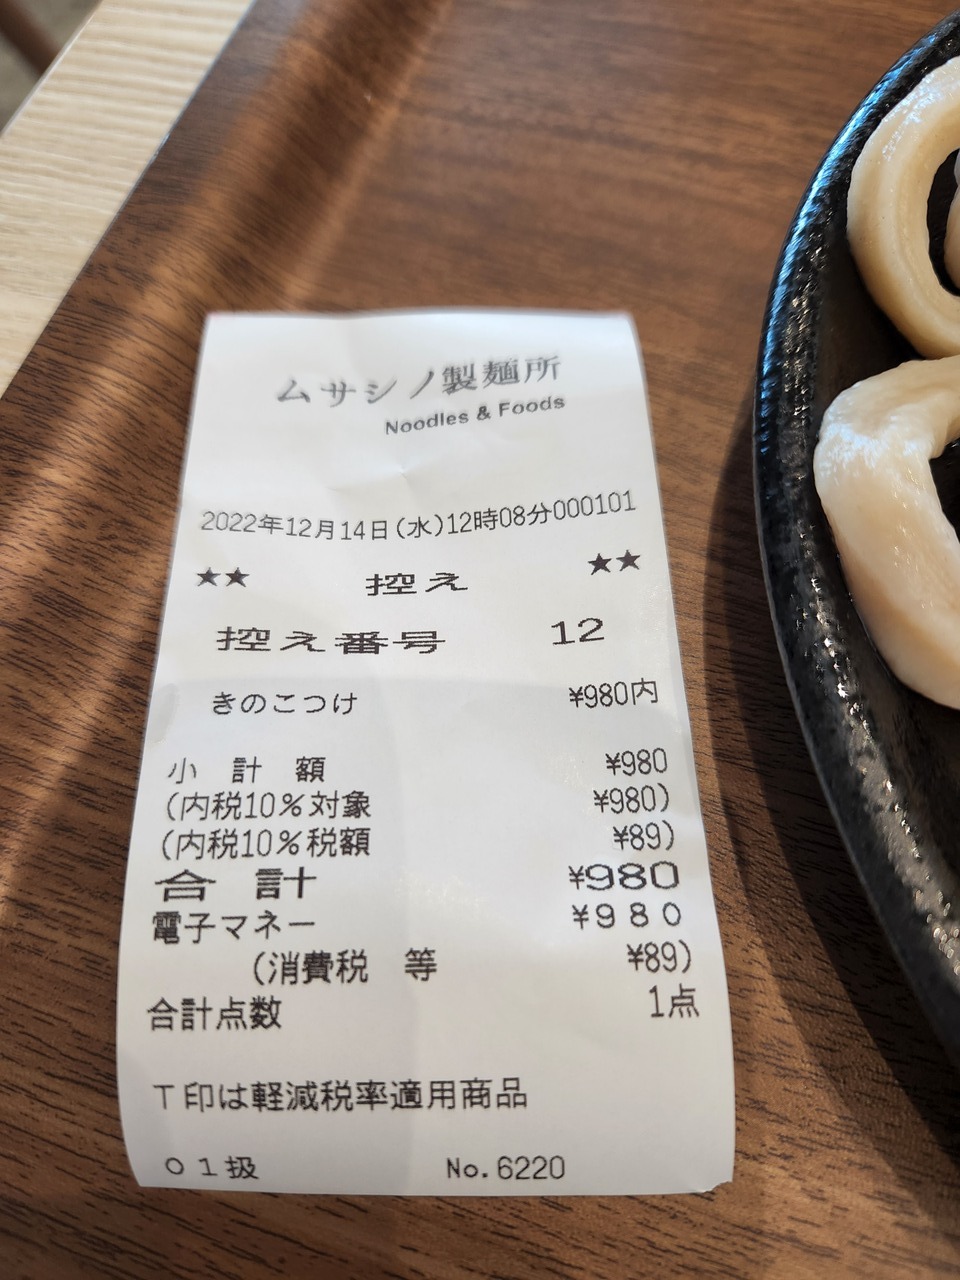 ムサシノ製麺所
Noodles & Foods
2022年12月14日(水)12時08分000101
★★ 控え ★★
控え番号 12
きのこつけ ¥980内
小 計 額 ¥980
(内税10%対象 ¥980)
(内税10%税額 ¥89)
合 計 ¥980
電子マネー ¥980
(消費税 等 ¥89)
合計点数 1点
T印は軽減税率適用商品
01扱 No.6220